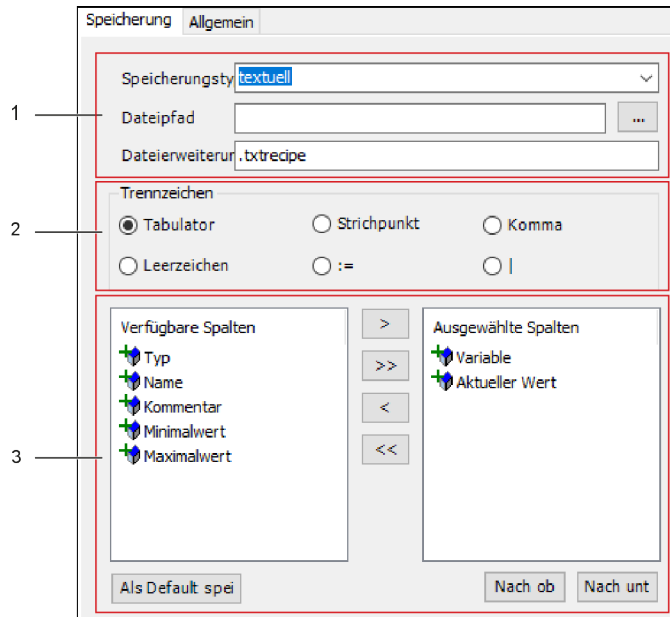 Speicherung Allgemein
1
Speicherungsty textuell
Dateipfad ...
Dateierweiterur .txtrecipe
2
Trennzeichen
Tabulator Strichpunkt Komma
Leerzeichen := |
3
Verfügbare Spalten
Typ
Name
Kommentar
Minimalwert
Maximalwert
>
>>
<
<<
Ausgewählte Spalten
Variable
Aktueller Wert
Als Default spei Nach ob Nach unt